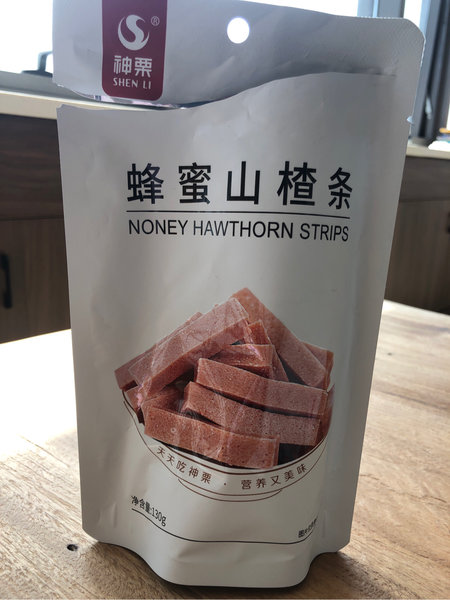 S®
神栗
SHEN LI
蜂蜜山楂条
NONEY HAWTHORN STRIPS
天天吃神栗 · 营养又美味
净含量:130g